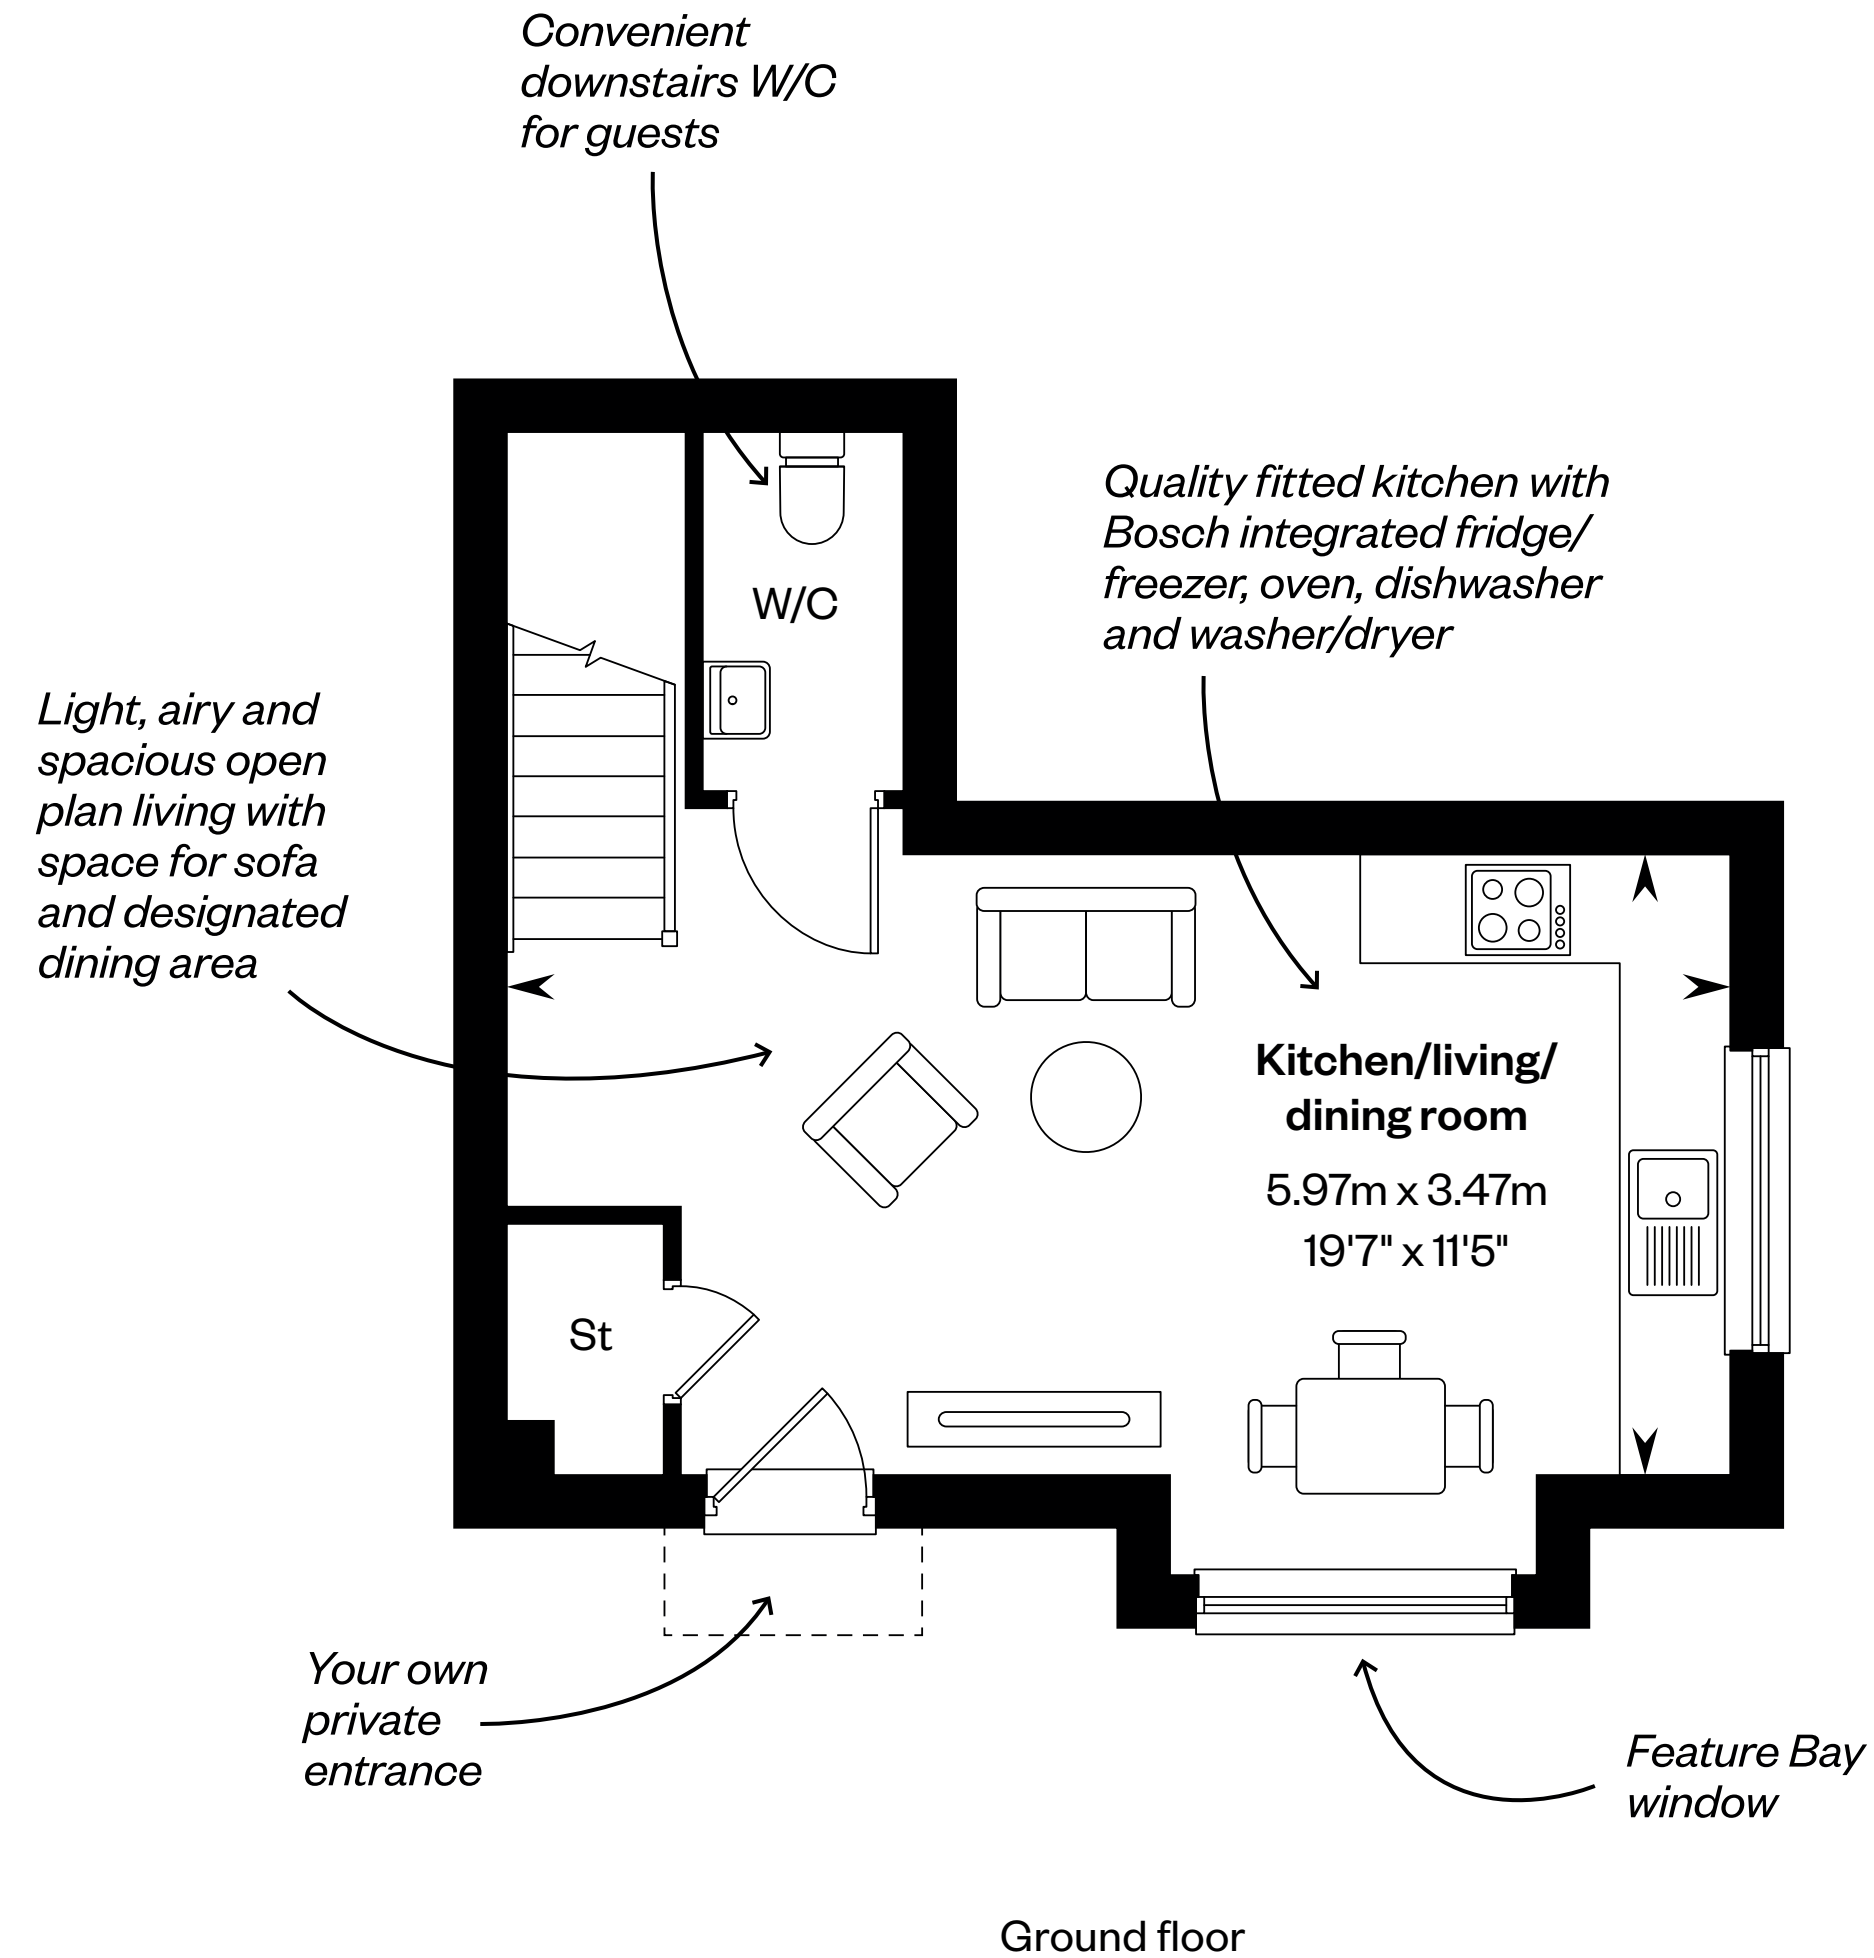 Convenient
downstairs W/C
for guests
Quality fitted kitchen with
Bosch integrated fridge/
freezer, oven, dishwasher
and washer/dryer
W/C
Light, airy and
spacious open
plan living with
space for sofa
and designated
dining area
Kitchen/living/
dining room
5.97m x 3.47m
19'7" x 11'5"
St
Your own
private
entrance
Feature Bay
window
Ground floor